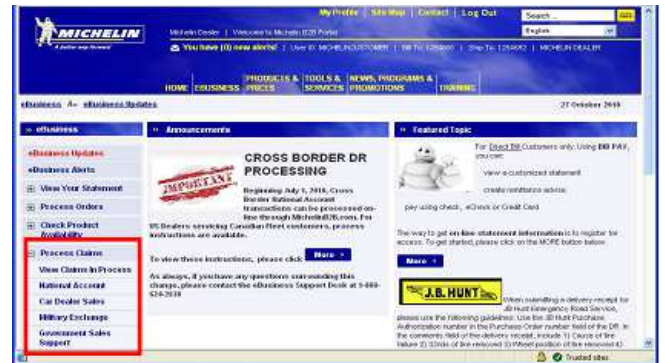 My Profile | Site Map | Contact | Log Out
Search
GO
MICHELIN
A better way forward
Michelin Dealer | Welcome to Michelin B2B Portal
English
You have (0) new alerts! | User ID: MICHELINCUSTOMER | Bill To: | Ship To: | MICHELIN DEALER
HOME EBUSINESS PRODUCTS & PRICES TOOLS & SERVICES NEWS, PROGRAMS & PROMOTIONS TRAINING
eBusiness eBusiness Updates
27 October 2010
eBusiness
Announcements
Featured Topic
eBusiness Updates
eBusiness Alerts
View Your Statement
Process Orders
Check Product
Availability
Process Claims
View Claims In Process
National Account
Car Dealer Sales
Military Exchange
Government Sales
Support
CROSS BORDER DR
PROCESSING
IMPORTANT
Beginning July 1, 2010, Cross
Border National Account
transactions can be processed on-
line through MichelinB2B.com. For
US Dealers servicing Canadian Fleet customers, process
instructions are available.
To view these instructions, please click
More
As always, if you have any questions surrounding this
change, please contact the eBusiness Support Desk at 1-888-
624-2030
For Direct Bill Customers only. Using BIB PAY,
you can:
view a customized statement
create remittance advise
pay using check, eCheck or Credit Card
The way to get on-line statement information is to register for
access. To get started, please click on the MORE button below
More
J.B. HUNT
When submitting a delivery receipt for
JB Hunt Emergency Road Service,
please use the following guidelines: Use the JB Hunt Purchase
Authorization number in the Purchase Order number field of the DR. In
the comments field of the delivery receipt, include 1) Cause of tire
failure 2) 32nds of tire removed 3) Wheel position of tire removed 4)
Trusted sites